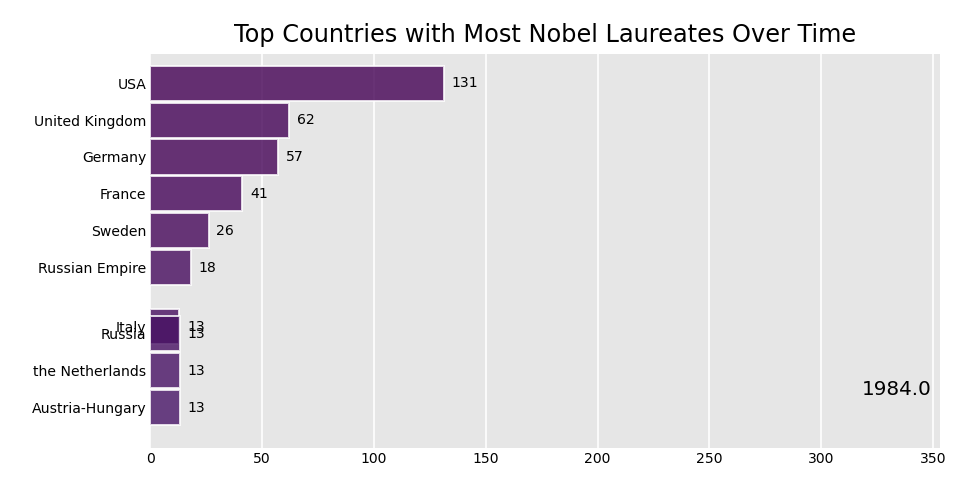 Top Countries with Most Nobel Laureates Over Time
USA 131
United Kingdom 62
Germany 57
France 41
Sweden 26
Russian Empire 18
Italy 13
Russia 13
the Netherlands 13
Austria-Hungary 13
1984.0
0 50 100 150 200 250 300 350